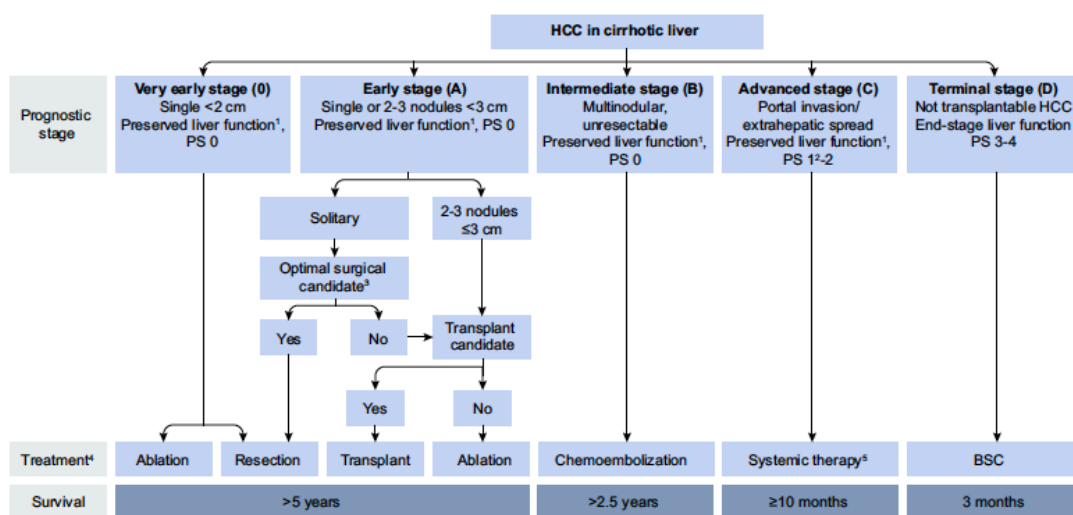 HCC in cirrhotic liver
Prognostic
stage
Very early stage (0)
Single <2 cm
Preserved liver function¹,
PS 0
Early stage (A)
Single or 2-3 nodules <3 cm
Preserved liver function¹, PS 0
Intermediate stage (B)
Multinodular,
unresectable
Preserved liver function¹,
PS 0
Advanced stage (C)
Portal invasion/
extrahepatic spread
Preserved liver function¹,
PS 1²-2
Terminal stage (D)
Not transplantable HCC
End-stage liver function
PS 3-4
Solitary
2-3 nodules
≤3 cm
Optimal surgical
candidate³
Yes
No
Transplant
candidate
Yes
No
Treatment⁴
Ablation
Resection
Transplant
Ablation
Chemoembolization
Systemic therapy⁵
BSC
Survival
>5 years
>2.5 years
≥10 months
3 months